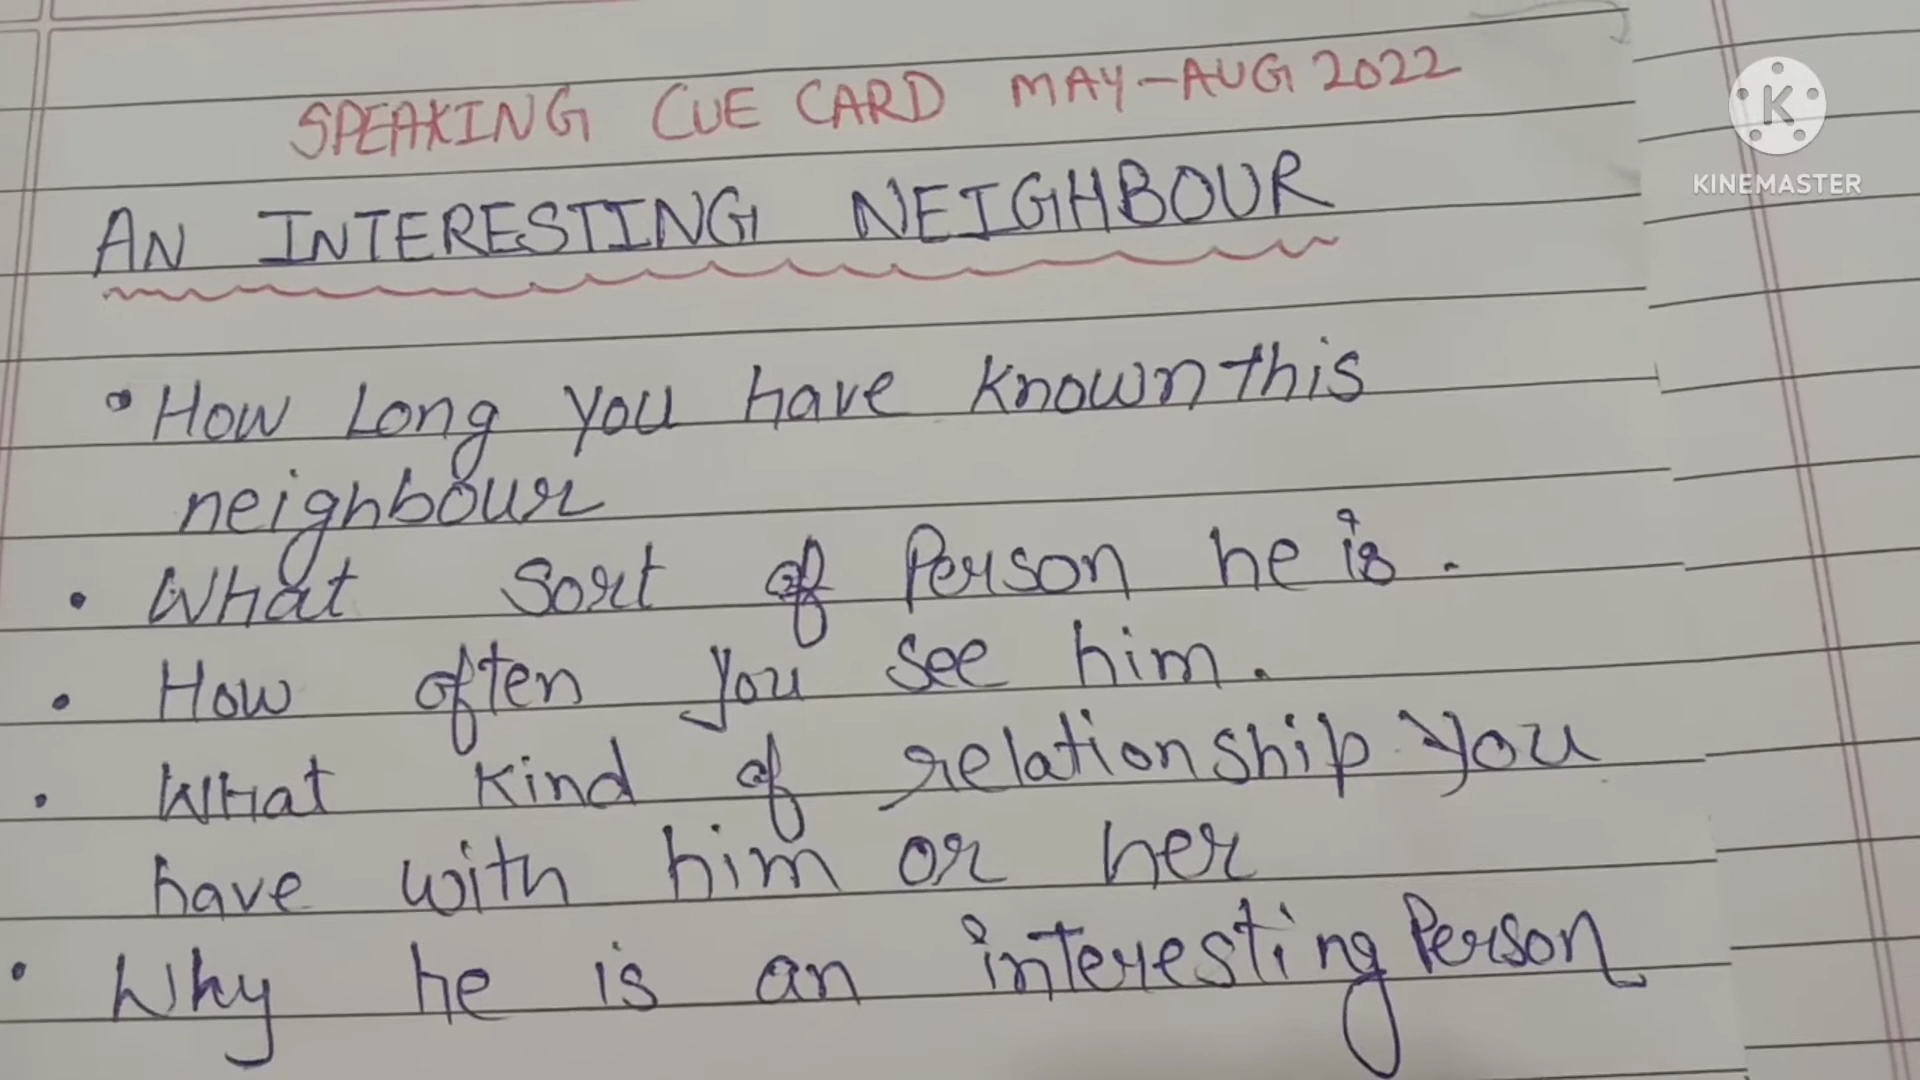 SPEAKING CUE CARD MAY-AUG 2022
K
KINEMASTER
AN INTERESTING NEIGHBOUR
• How Long you have known this
neighbour
• What sort of Person he is.
• How often you see him.
• What kind of relationship you
have with him or her
• Why he is an interesting Person